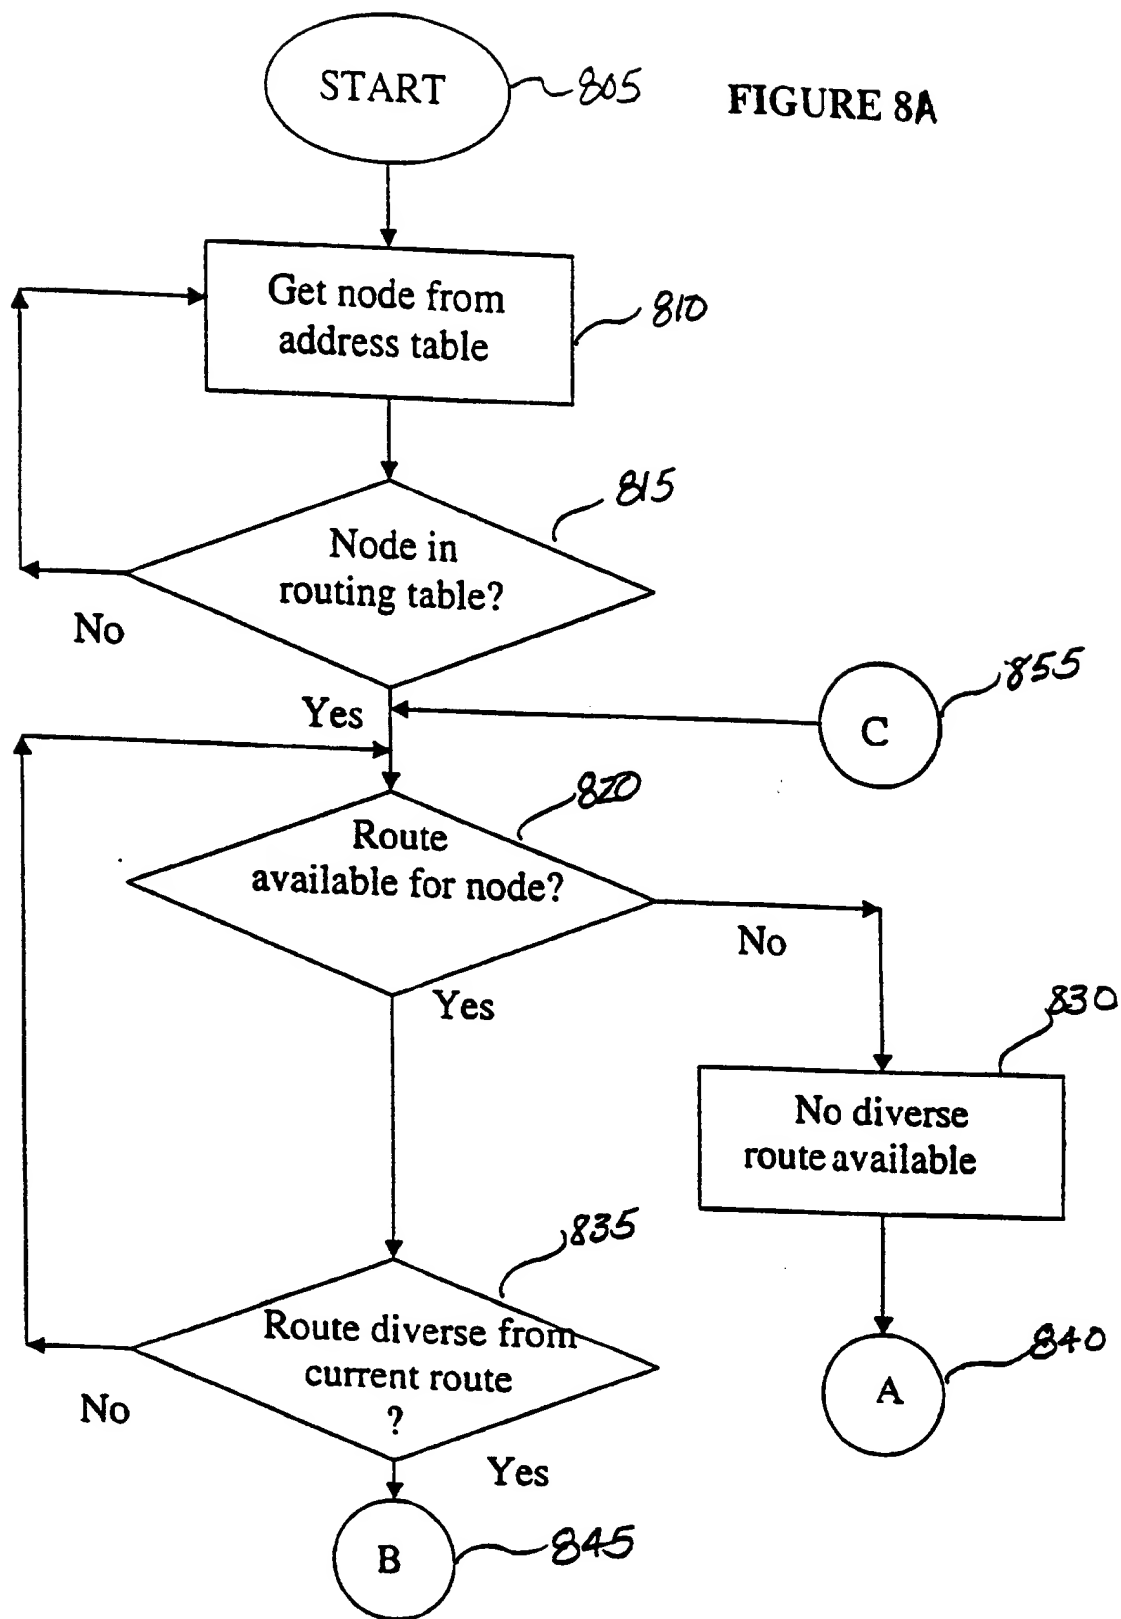 START
805
FIGURE 8A
Get node from
address table
810
815
Node in
routing table?
No
Yes
C
855
820
Route
available for node?
No
Yes
830
No diverse
route available
835
Route diverse from
current route
?
No
Yes
A
840
B
845